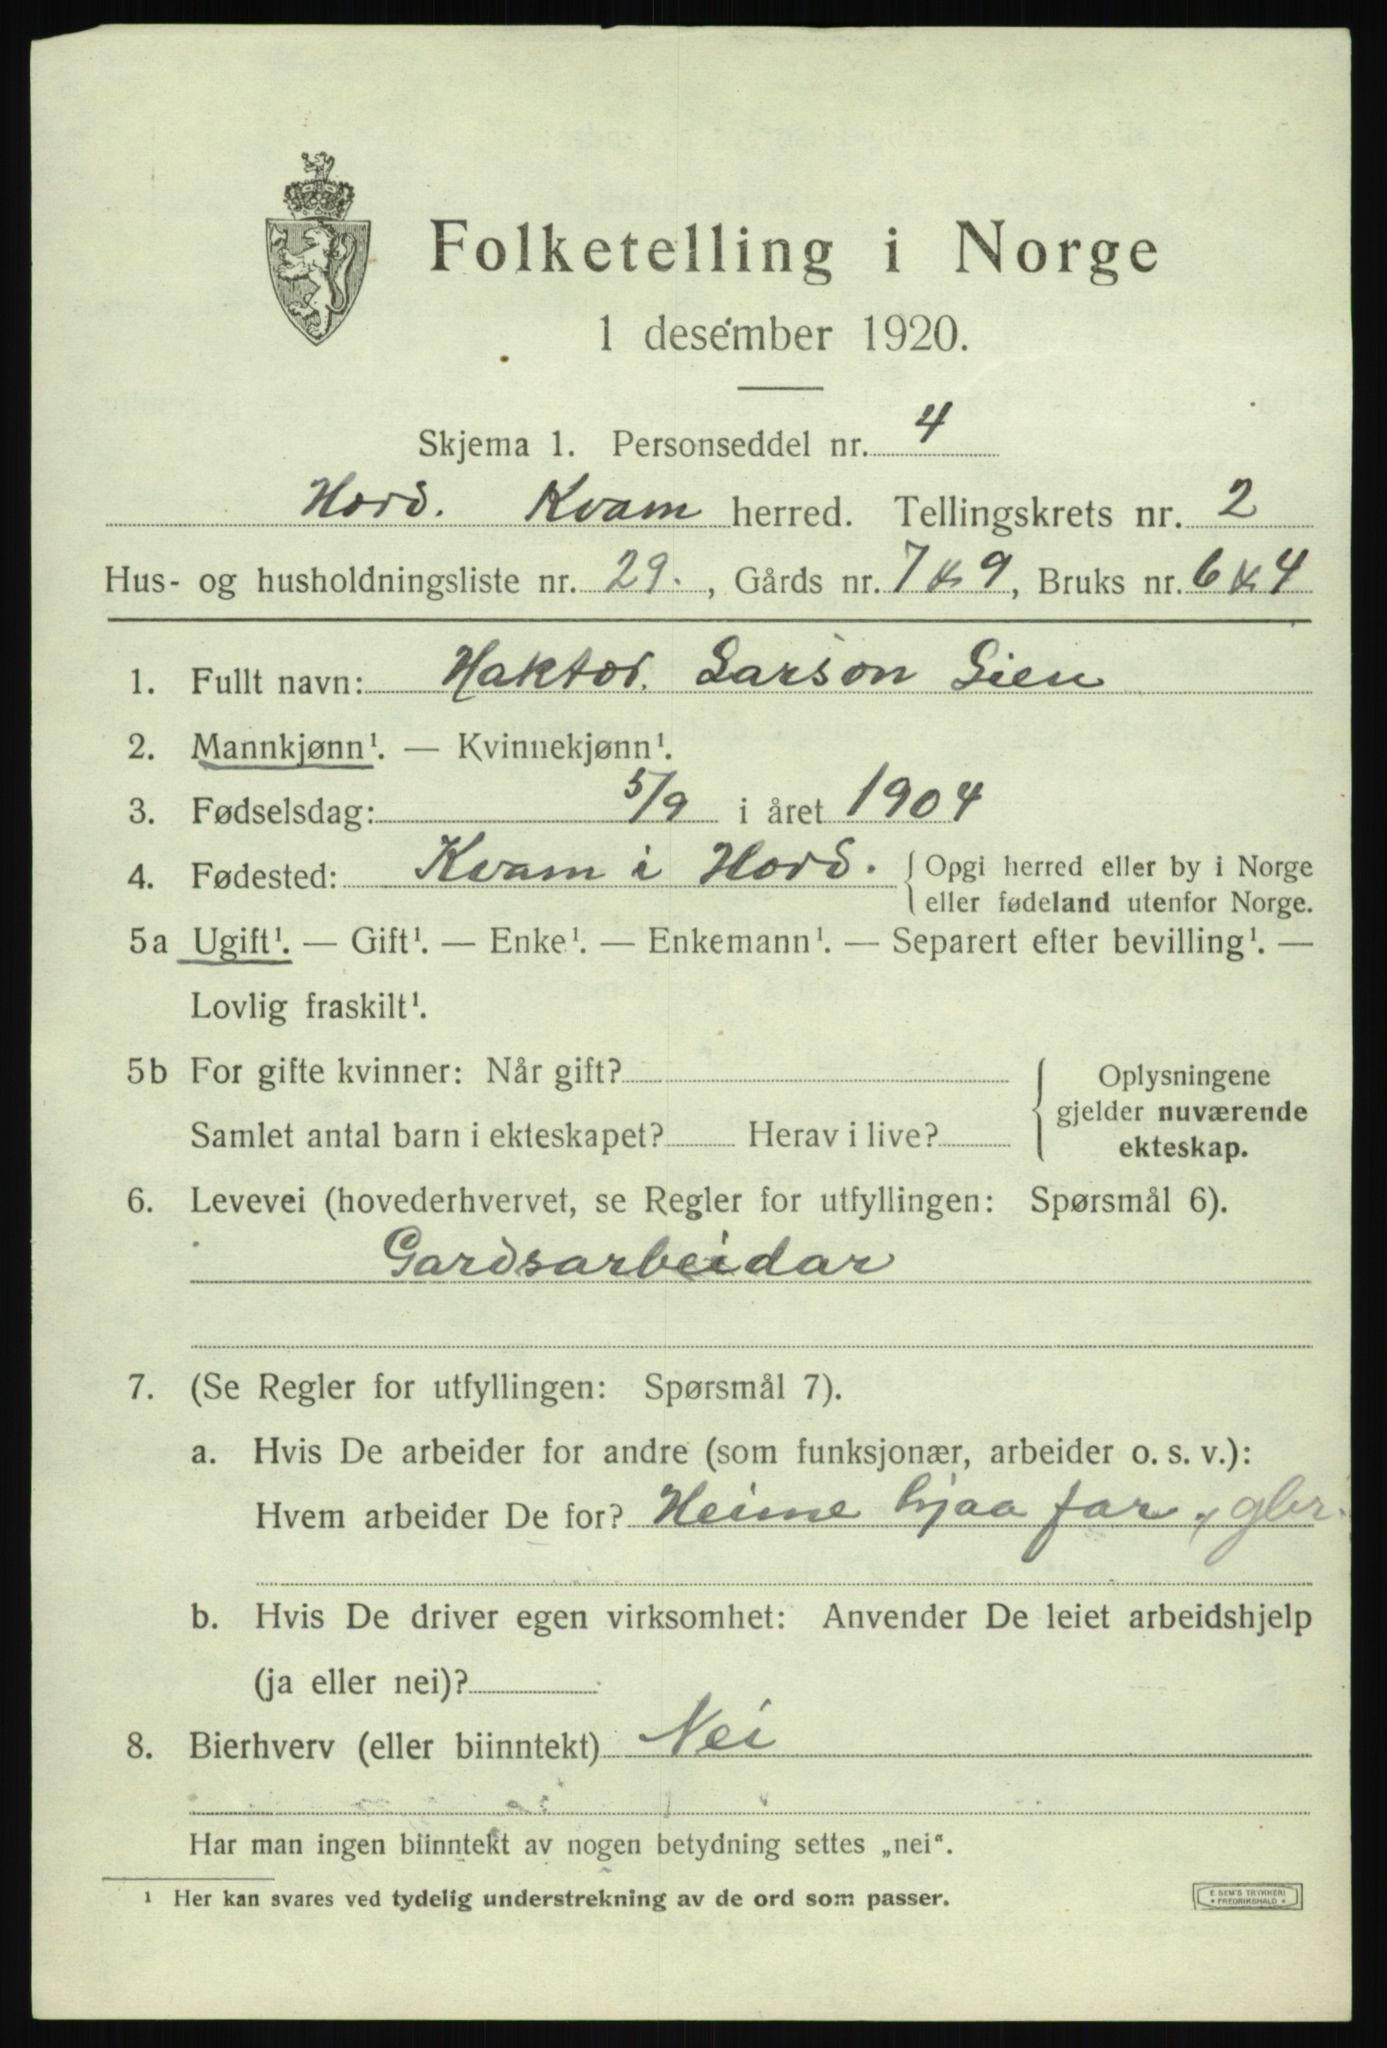 Folketelling i Norge
1 desember 1920.
Skjema 1. Personseddel nr. 4
Hord. Kvam herred. Tellingskrets nr. 2
Hus- og husholdningsliste nr. 29. , Gårds nr. 7 & 9, Bruks nr. 6 & 4
1. Fullt navn: Haktor. Larson Lien
2. Mannkjønn¹. — Kvinnekjønn¹.
3. Fødselsdag: 5/9 i året 1904
4. Fødested: Kvam i Hord. { Opgi herred eller by i Norge
eller fødeland utenfor Norge.
5a Ugift¹. — Gift¹. — Enke¹. — Enkemann¹. — Separert efter bevilling¹. —
Lovlig fraskilt¹.
5b For gifte kvinner: Når gift? { Oplysningene
gjelder nuværende
Samlet antal barn i ekteskapet? Herav i live?
ekteskap.
6. Levevei (hovederhvervet, se Regler for utfyllingen: Spørsmål 6).
Gardsarbeidar
7. (Se Regler for utfyllingen: Spørsmål 7).
a. Hvis De arbeider for andre (som funksjonær, arbeider o. s. v.):
Hvem arbeider De for? Heime hjaa far., gbr.
b. Hvis De driver egen virksomhet: Anvender De leiet arbeidshjelp
(ja eller nei)?
8. Bierhverv (eller biinntekt) Nei
Har man ingen biinntekt av nogen betydning settes „nei“.
¹ Her kan svares ved tydelig understrekning av de ord som passer.
E. SEM'S TRYKKERI
• FREDRIKSHALD •